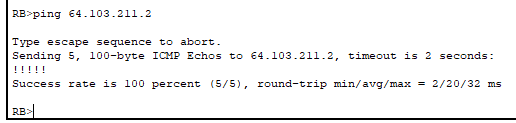 RB>ping 64.103.211.2
Type escape sequence to abort.
Sending 5, 100-byte ICMP Echos to 64.103.211.2, timeout is 2 seconds:
!!!!!
Success rate is 100 percent (5/5), round-trip min/avg/max = 2/20/32 ms
RB>